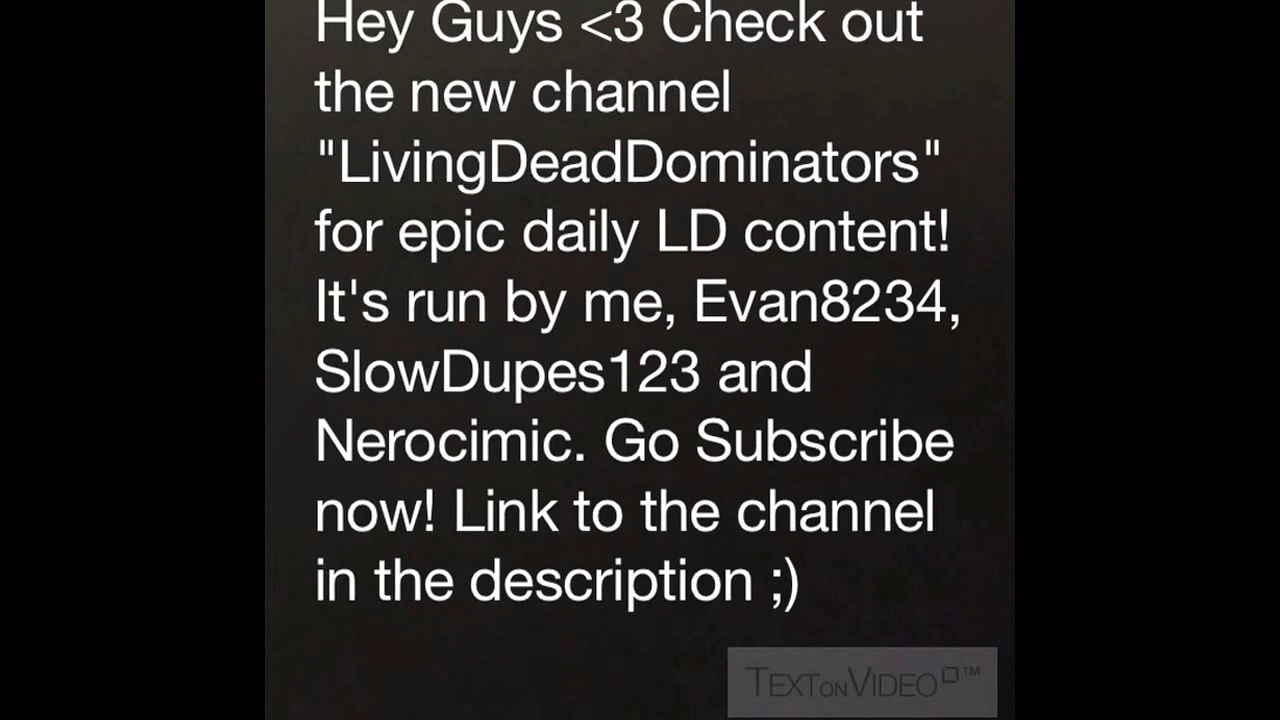 Hey Guys <3 Check out
the new channel
"LivingDeadDominators"
for epic daily LD content!
It's run by me, Evan8234,
SlowDupes123 and
Nerocimic. Go Subscribe
now! Link to the channel
in the description ;)
TEXTONVIDEO™